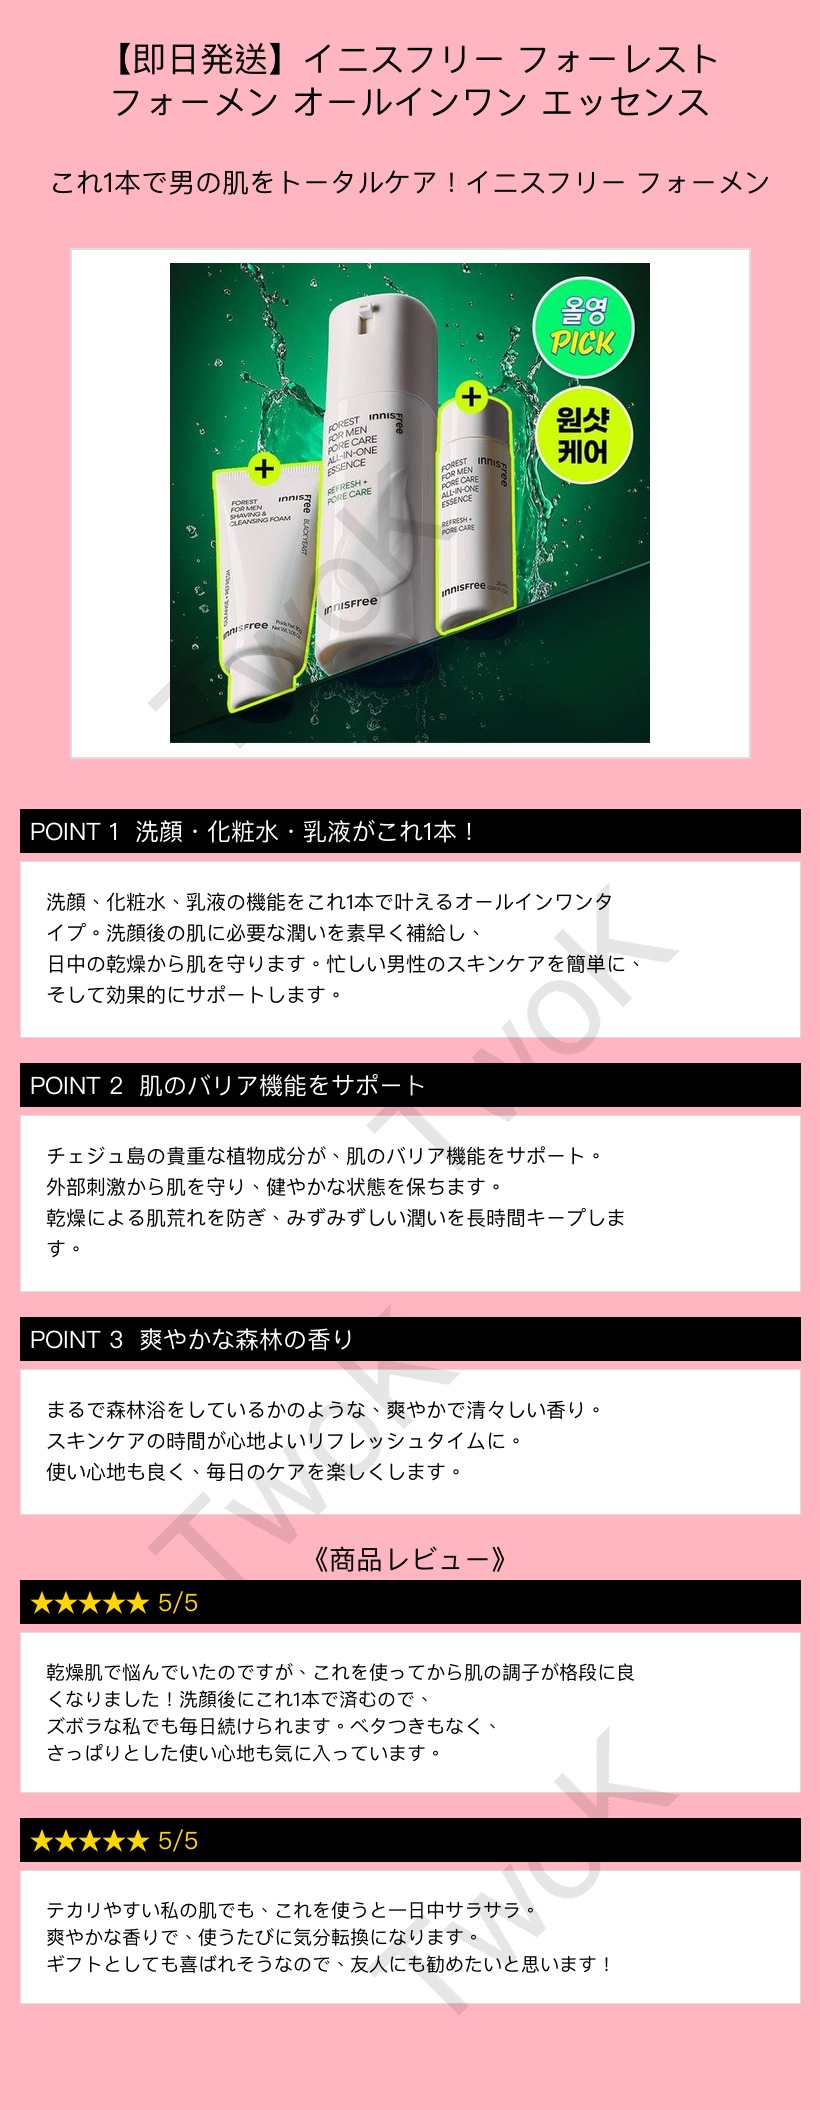 【即日発送】イニスフリー フォーレスト
フォーメン オールインワン エッセンス
これ1本で男の肌をトータルケア！イニスフリー フォーメン
올영
PICK
원샷
케어
+
+
FOREST
FOR MEN
PORE CARE
ALL-IN-ONE
ESSENCE
innisfree
REFRESH +
PORE CARE
innisfree
FOREST
FOR MEN
PORE CARE
ALL-IN-ONE
ESSENCE
innisfree
REFRESH +
PORE CARE
innisfree
FOREST
FOR MEN
SHAVING &
CLEANSING FOAM
innisfree
BLACK YEAST
CLEANSE + REFRESH
innisfree
Twok
POINT 1 洗顔・化粧水・乳液がこれ1本！
洗顔、化粧水、乳液の機能をこれ1本で叶えるオールインワンタ
イプ。洗顔後の肌に必要な潤いを素早く補給し、
日中の乾燥から肌を守ります。忙しい男性のスキンケアを簡単に、
そして効果的にサポートします。
Twok
POINT 2 肌のバリア機能をサポート
チェジュ島の貴重な植物成分が、肌のバリア機能をサポート。
外部刺激から肌を守り、健やかな状態を保ちます。
乾燥による肌荒れを防ぎ、みずみずしい潤いを長時間キープしま
す。
POINT 3 爽やかな森林の香り
まるで森林浴をしているかのような、爽やかで清々しい香り。
スキンケアの時間が心地よいリフレッシュタイムに。
使い心地も良く、毎日のケアを楽しくします。
Twok
《商品レビュー》
★★★★★ 5/5
乾燥肌で悩んでいたのですが、これを使ってから肌の調子が格段に良
くなりました！洗顔後にこれ1本で済むので、
ズボラな私でも毎日続けられます。ベタつきもなく、
さっぱりとした使い心地も気に入っています。
★★★★★ 5/5
テカリやすい私の肌でも、これを使うと一日中サラサラ。
爽やかな香りで、使うたびに気分転換になります。
ギフトとしても喜ばれそうなので、友人にも勧めたいと思います！
Twok